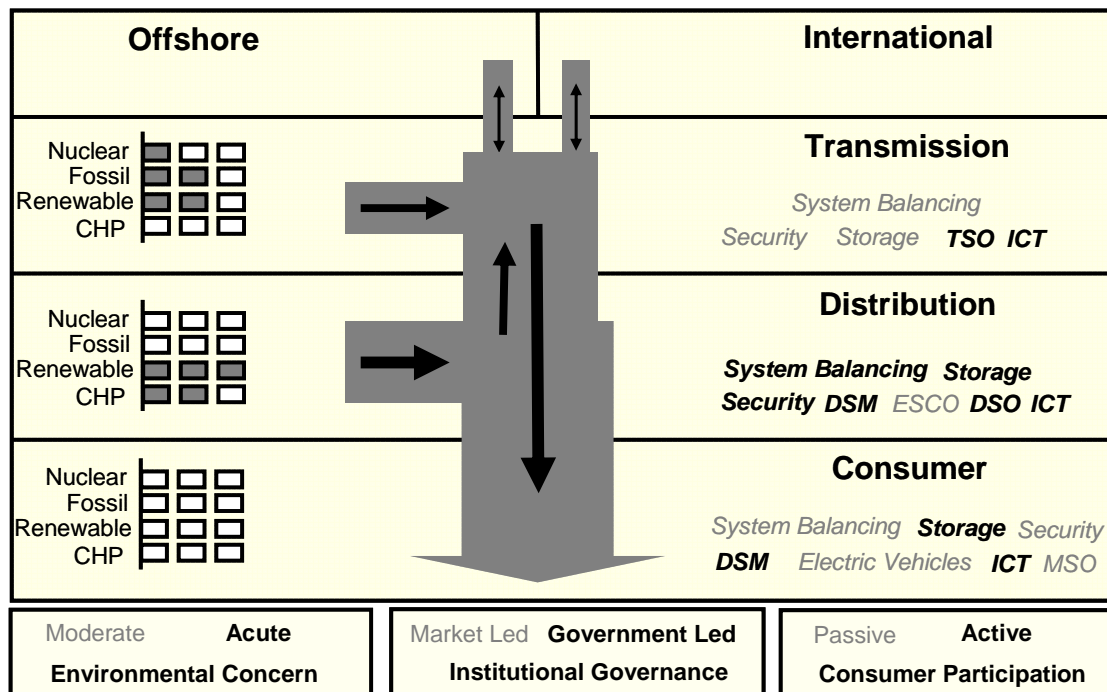 Offshore
International
Nuclear
Fossil
Renewable
CHP
Transmission
System Balancing
Security Storage TSO ICT
Nuclear
Fossil
Renewable
CHP
Distribution
System Balancing Storage
Security DSM ESCO DSO ICT
Nuclear
Fossil
Renewable
CHP
Consumer
System Balancing Storage Security
DSM Electric Vehicles ICT MSO
Moderate Acute
Environmental Concern
Market Led Government Led
Institutional Governance
Passive Active
Consumer Participation